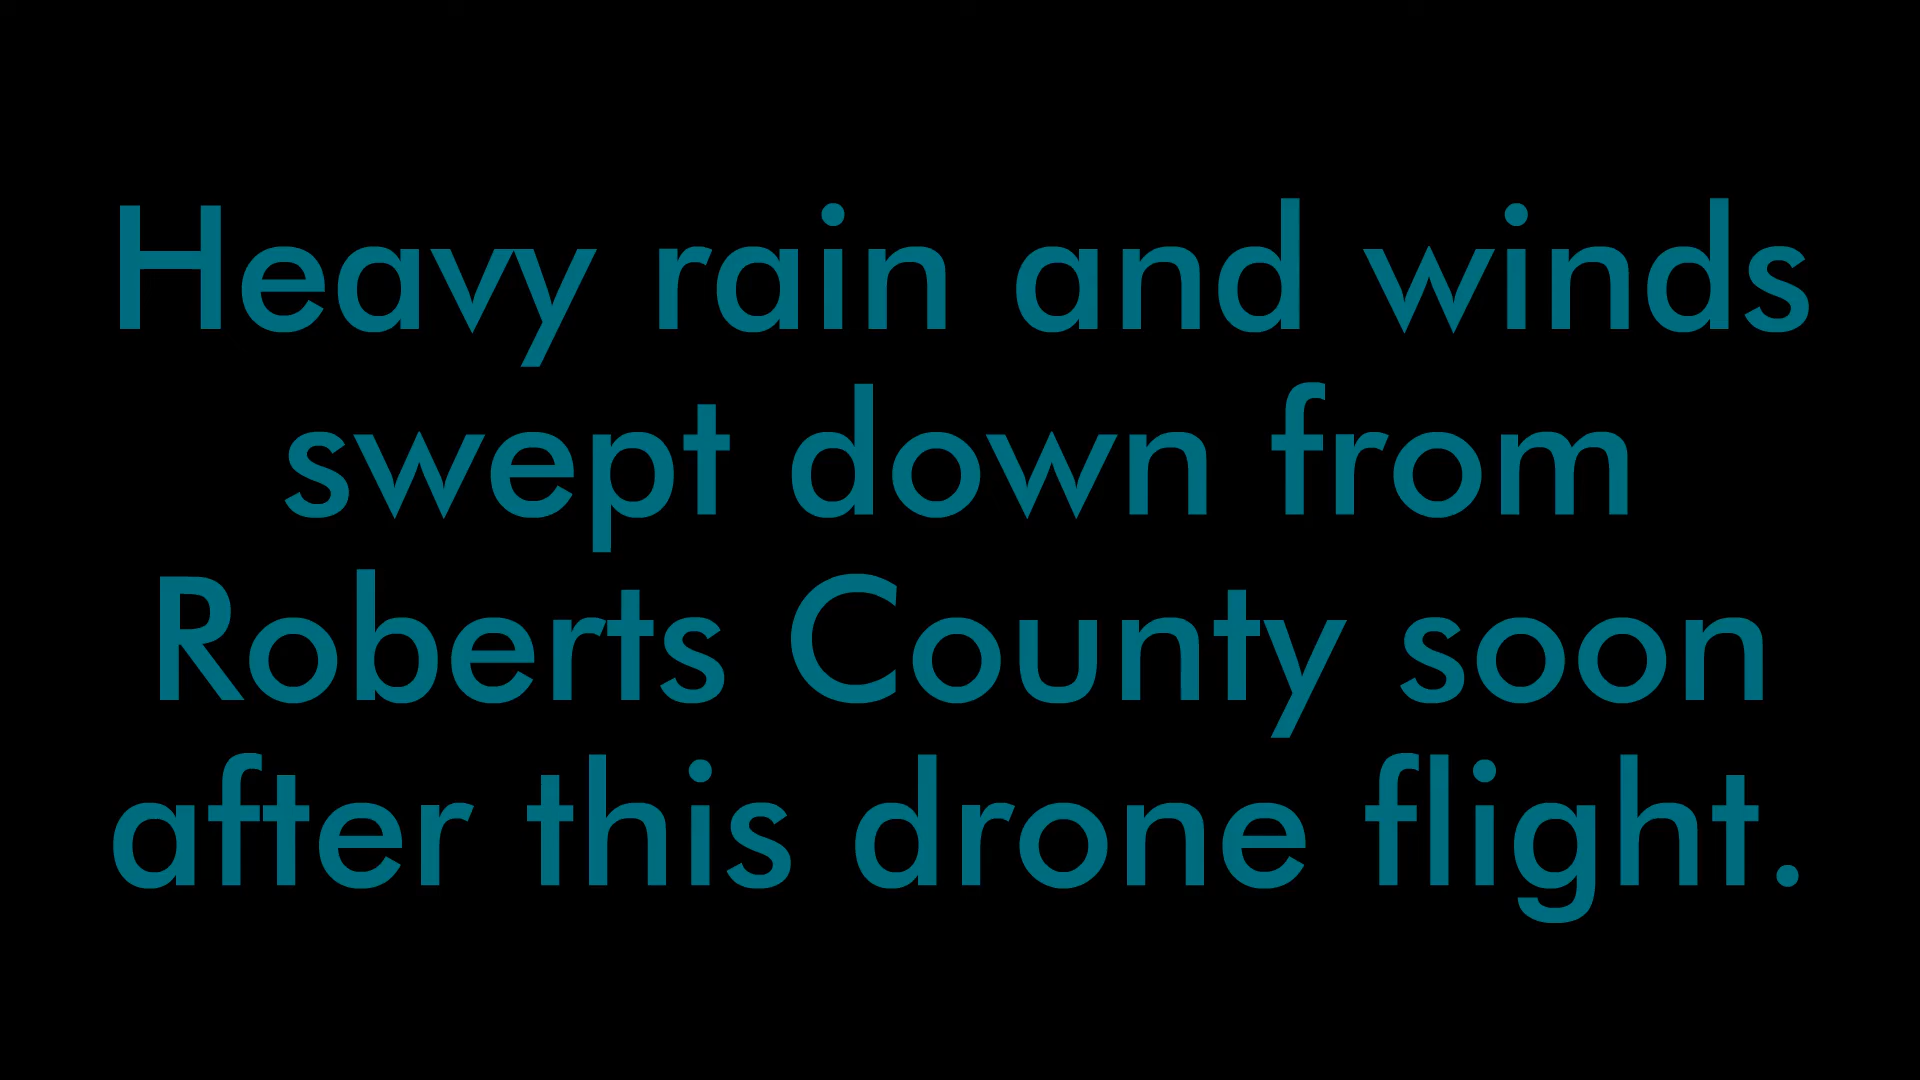 Heavy rain and winds
swept down from
Roberts County soon
after this drone flight.